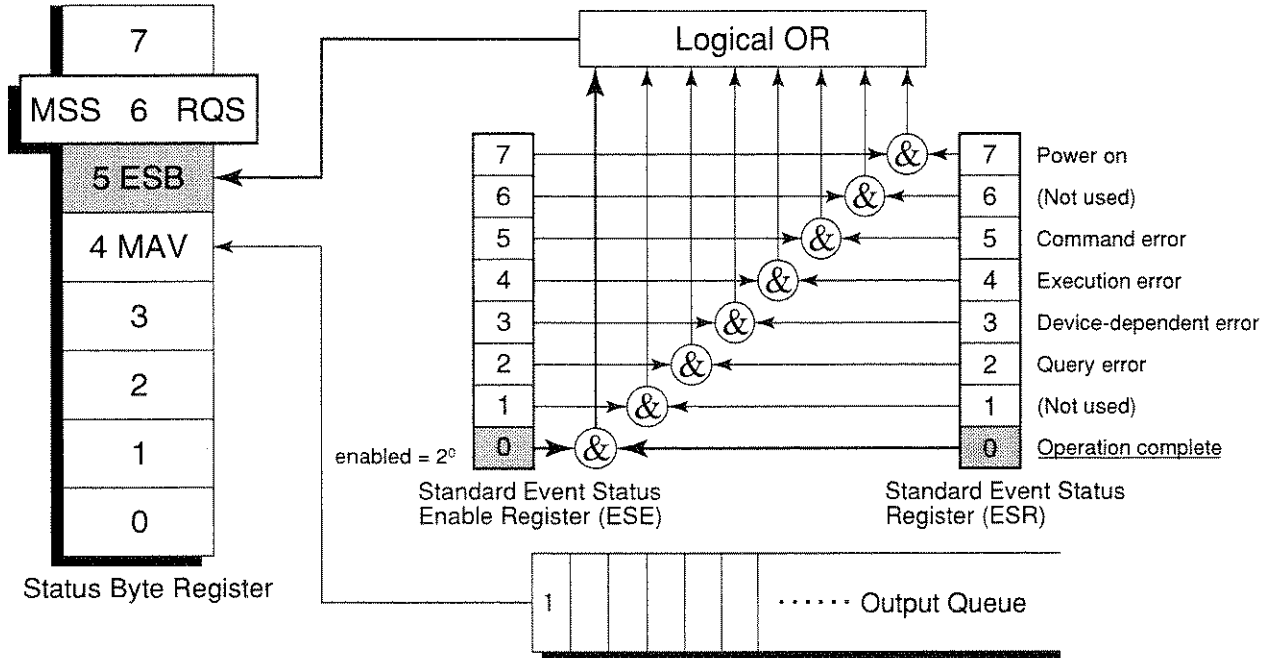 7
MSS 6 RQS
5 ESB
4 MAV
3
2
1
0
Status Byte Register
Logical OR
7
6
5
4
3
2
1
0
enabled = 2⁰
Standard Event Status
Enable Register (ESE)
&
&
&
&
&
&
&
&
7 Power on
6 (Not used)
5 Command error
4 Execution error
3 Device-dependent error
2 Query error
1 (Not used)
0 Operation complete
Standard Event Status
Register (ESR)
1 ...... Output Queue